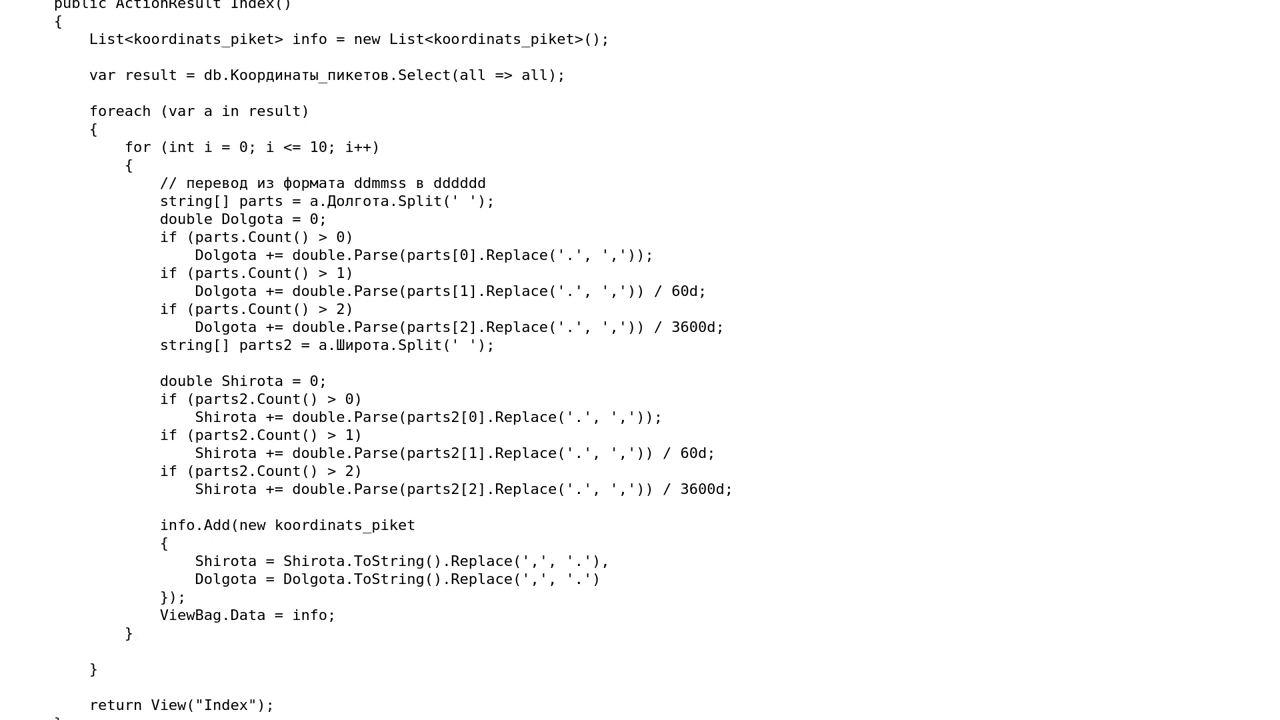 public ActionResult Index()
{
List<koordinats_piket> info = new List<koordinats_piket>();
var result = db.Координаты_пикетов.Select(all => all);
foreach (var a in result)
{
for (int i = 0; i <= 10; i++)
{
// перевод из формата ddmmss в dddddd
string[] parts = a.Долгота.Split(' ');
double Dolgota = 0;
if (parts.Count() > 0)
Dolgota += double.Parse(parts[0].Replace('.', ','));
if (parts.Count() > 1)
Dolgota += double.Parse(parts[1].Replace('.', ',')) / 60d;
if (parts.Count() > 2)
Dolgota += double.Parse(parts[2].Replace('.', ',')) / 3600d;
string[] parts2 = a.Широта.Split(' ');
double Shirota = 0;
if (parts2.Count() > 0)
Shirota += double.Parse(parts2[0].Replace('.', ','));
if (parts2.Count() > 1)
Shirota += double.Parse(parts2[1].Replace('.', ',')) / 60d;
if (parts2.Count() > 2)
Shirota += double.Parse(parts2[2].Replace('.', ',')) / 3600d;
info.Add(new koordinats_piket
{
Shirota = Shirota.ToString().Replace(',', '.'),
Dolgota = Dolgota.ToString().Replace(',', '.')
});
ViewBag.Data = info;
}
}
return View("Index");
}